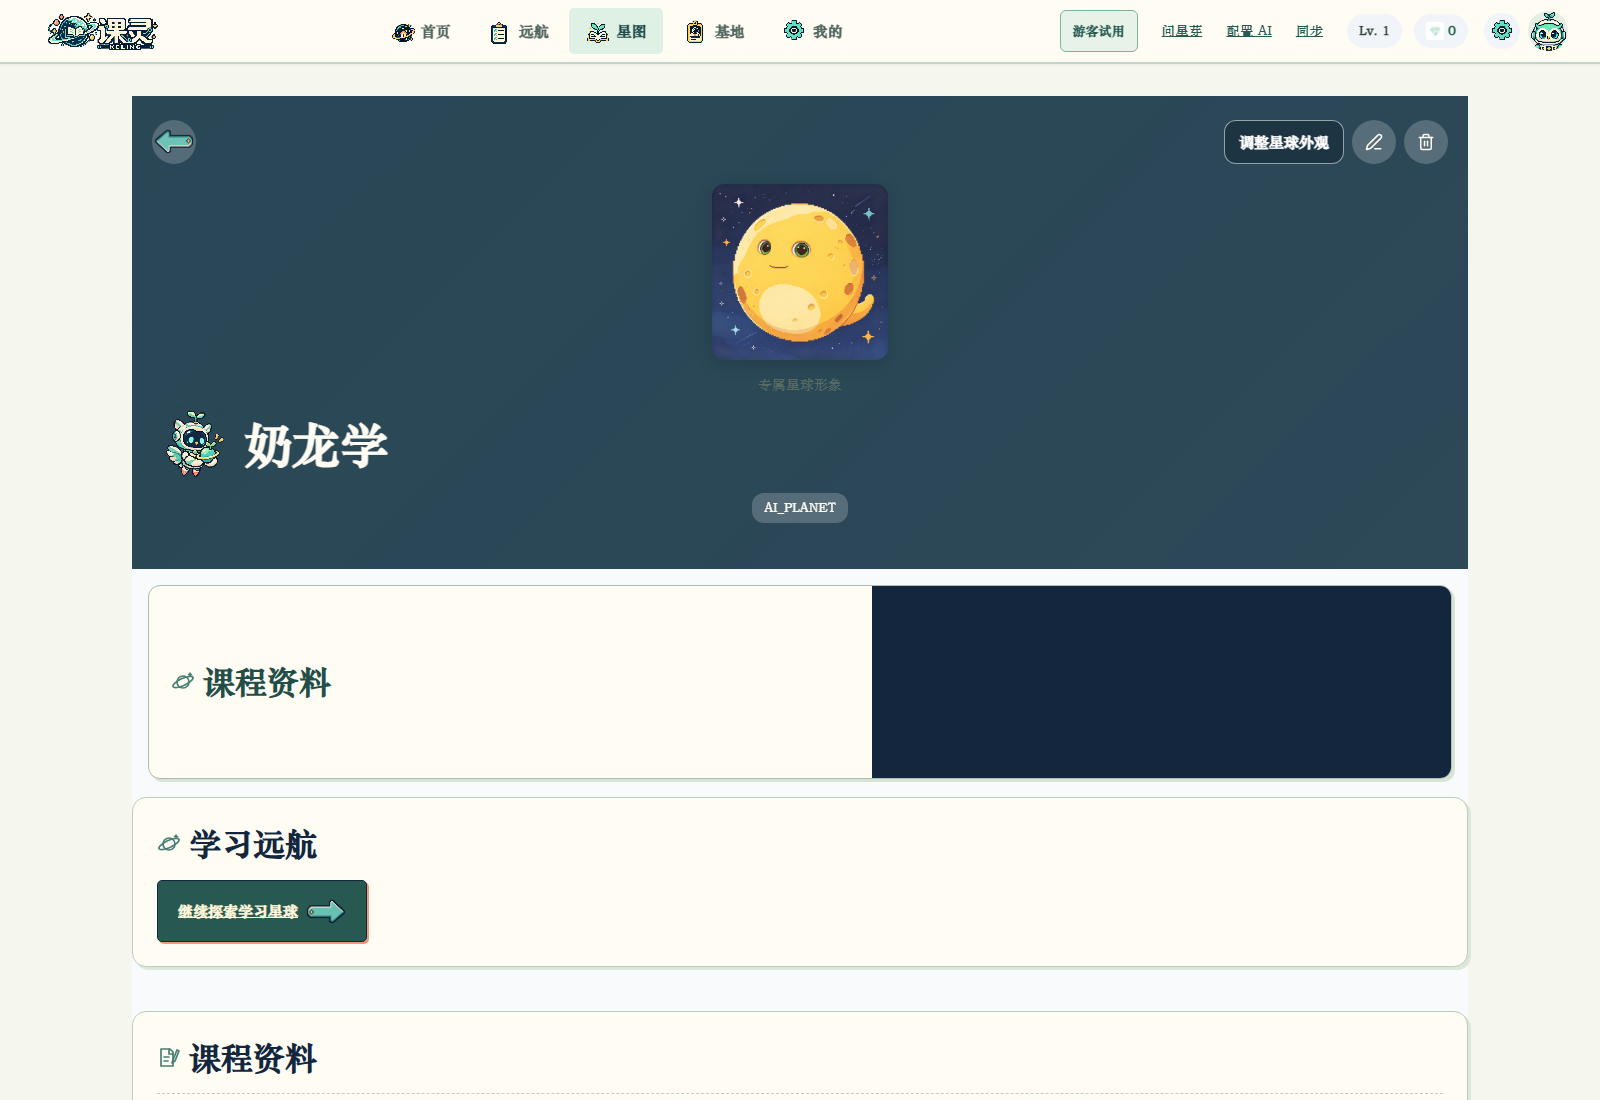 课灵
KELING
首页
远航
星图
基地
我的
游客试用
问星芽
配置 AI
同步
Lv. 1
0
调整星球外观
专属星球形象
奶龙学
AI_PLANET
课程资料
学习远航
继续探索学习星球
课程资料